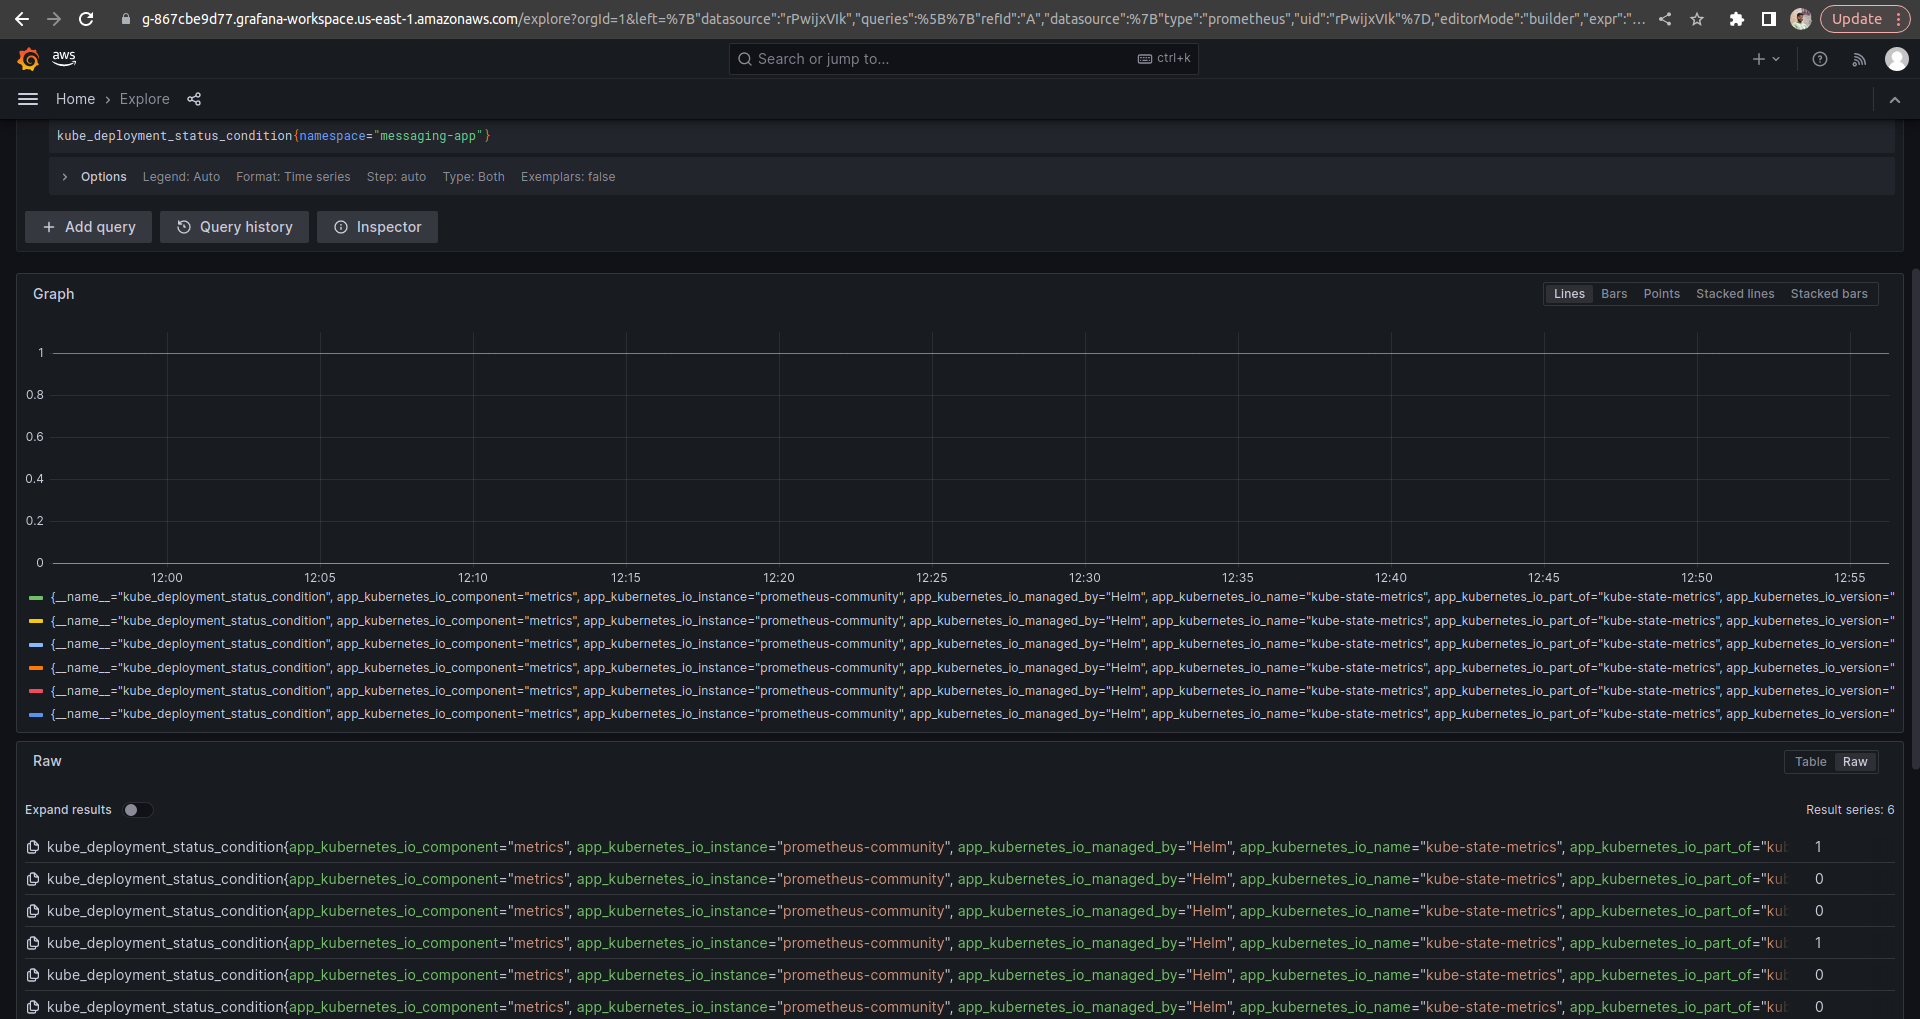 g-867cbe9d77.grafana-workspace.us-east-1.amazonaws.com/explore?orgId=1&left=%7B"datasource":"rPwijxVIk","queries":%5B%7B"refId":"A","datasource":%7B"type":"prometheus","uid":"rPwijxVIk"%7D,"editorMode":"builder","expr":"...
Update
aws
Search or jump to...
ctrl+k
Home › Explore
kube_deployment_status_condition{namespace="messaging-app"}
Options Legend: Auto Format: Time series Step: auto Type: Both Exemplars: false
+ Add query Query history Inspector
Graph
Lines Bars Points Stacked lines Stacked bars
1
0.8
0.6
0.4
0.2
0
12:00 12:05 12:10 12:15 12:20 12:25 12:30 12:35 12:40 12:45 12:50 12:55
{__name__="kube_deployment_status_condition", app_kubernetes_io_component="metrics", app_kubernetes_io_instance="prometheus-community", app_kubernetes_io_managed_by="Helm", app_kubernetes_io_name="kube-state-metrics", app_kubernetes_io_part_of="kube-state-metrics", app_kubernetes_io_version="
{__name__="kube_deployment_status_condition", app_kubernetes_io_component="metrics", app_kubernetes_io_instance="prometheus-community", app_kubernetes_io_managed_by="Helm", app_kubernetes_io_name="kube-state-metrics", app_kubernetes_io_part_of="kube-state-metrics", app_kubernetes_io_version="
{__name__="kube_deployment_status_condition", app_kubernetes_io_component="metrics", app_kubernetes_io_instance="prometheus-community", app_kubernetes_io_managed_by="Helm", app_kubernetes_io_name="kube-state-metrics", app_kubernetes_io_part_of="kube-state-metrics", app_kubernetes_io_version="
{__name__="kube_deployment_status_condition", app_kubernetes_io_component="metrics", app_kubernetes_io_instance="prometheus-community", app_kubernetes_io_managed_by="Helm", app_kubernetes_io_name="kube-state-metrics", app_kubernetes_io_part_of="kube-state-metrics", app_kubernetes_io_version="
{__name__="kube_deployment_status_condition", app_kubernetes_io_component="metrics", app_kubernetes_io_instance="prometheus-community", app_kubernetes_io_managed_by="Helm", app_kubernetes_io_name="kube-state-metrics", app_kubernetes_io_part_of="kube-state-metrics", app_kubernetes_io_version="
{__name__="kube_deployment_status_condition", app_kubernetes_io_component="metrics", app_kubernetes_io_instance="prometheus-community", app_kubernetes_io_managed_by="Helm", app_kubernetes_io_name="kube-state-metrics", app_kubernetes_io_part_of="kube-state-metrics", app_kubernetes_io_version="
Raw
Table Raw
Expand results
Result series: 6
kube_deployment_status_condition{app_kubernetes_io_component="metrics", app_kubernetes_io_instance="prometheus-community", app_kubernetes_io_managed_by="Helm", app_kubernetes_io_name="kube-state-metrics", app_kubernetes_io_part_of="kub 1
kube_deployment_status_condition{app_kubernetes_io_component="metrics", app_kubernetes_io_instance="prometheus-community", app_kubernetes_io_managed_by="Helm", app_kubernetes_io_name="kube-state-metrics", app_kubernetes_io_part_of="kub 0
kube_deployment_status_condition{app_kubernetes_io_component="metrics", app_kubernetes_io_instance="prometheus-community", app_kubernetes_io_managed_by="Helm", app_kubernetes_io_name="kube-state-metrics", app_kubernetes_io_part_of="kub 0
kube_deployment_status_condition{app_kubernetes_io_component="metrics", app_kubernetes_io_instance="prometheus-community", app_kubernetes_io_managed_by="Helm", app_kubernetes_io_name="kube-state-metrics", app_kubernetes_io_part_of="kub 1
kube_deployment_status_condition{app_kubernetes_io_component="metrics", app_kubernetes_io_instance="prometheus-community", app_kubernetes_io_managed_by="Helm", app_kubernetes_io_name="kube-state-metrics", app_kubernetes_io_part_of="kub 0
kube_deployment_status_condition{app_kubernetes_io_component="metrics", app_kubernetes_io_instance="prometheus-community", app_kubernetes_io_managed_by="Helm", app_kubernetes_io_name="kube-state-metrics", app_kubernetes_io_part_of="kub 0